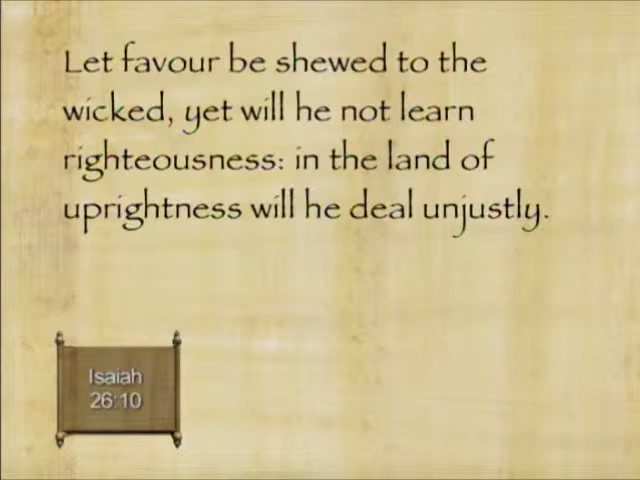 Let favour be shewed to the
wicked, yet will he not learn
righteousness: in the land of
uprightness will he deal unjustly.
Isaiah
26:10